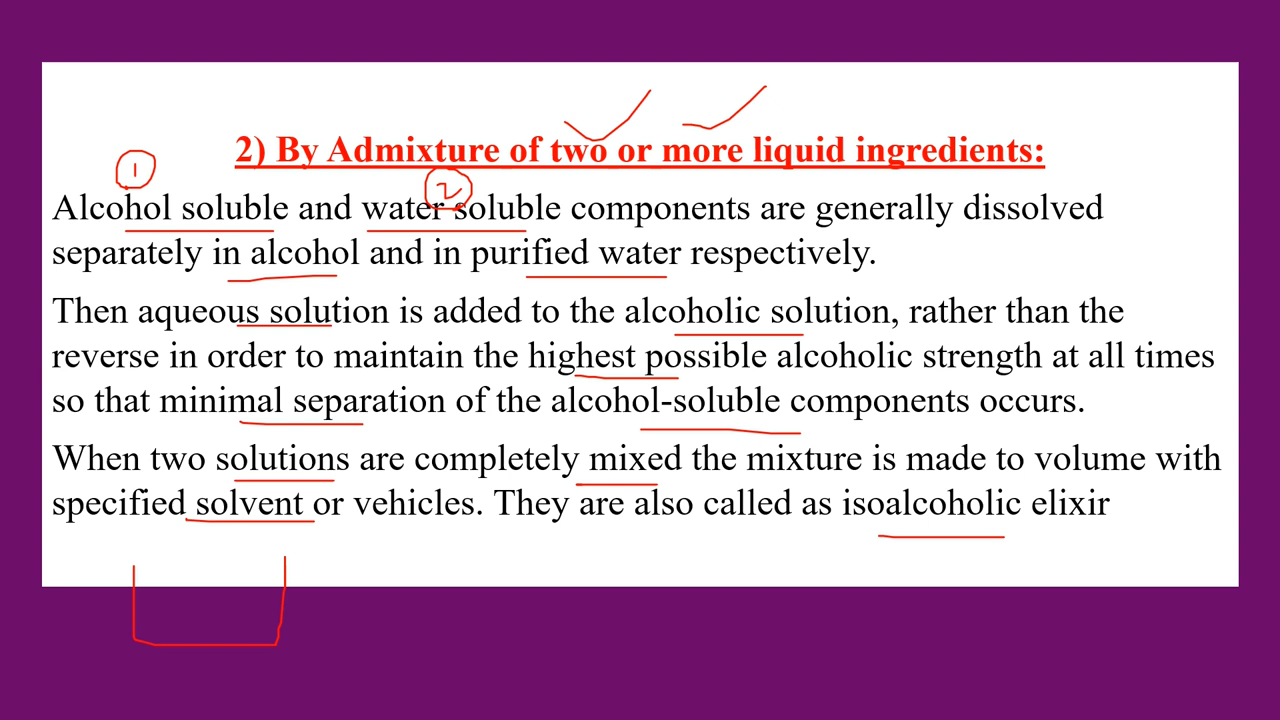 2) By Admixture of two or more liquid ingredients:
1
2
Alcohol soluble and water soluble components are generally dissolved
separately in alcohol and in purified water respectively.
Then aqueous solution is added to the alcoholic solution, rather than the
reverse in order to maintain the highest possible alcoholic strength at all times
so that minimal separation of the alcohol-soluble components occurs.
When two solutions are completely mixed the mixture is made to volume with
specified solvent or vehicles. They are also called as isoalcoholic elixir